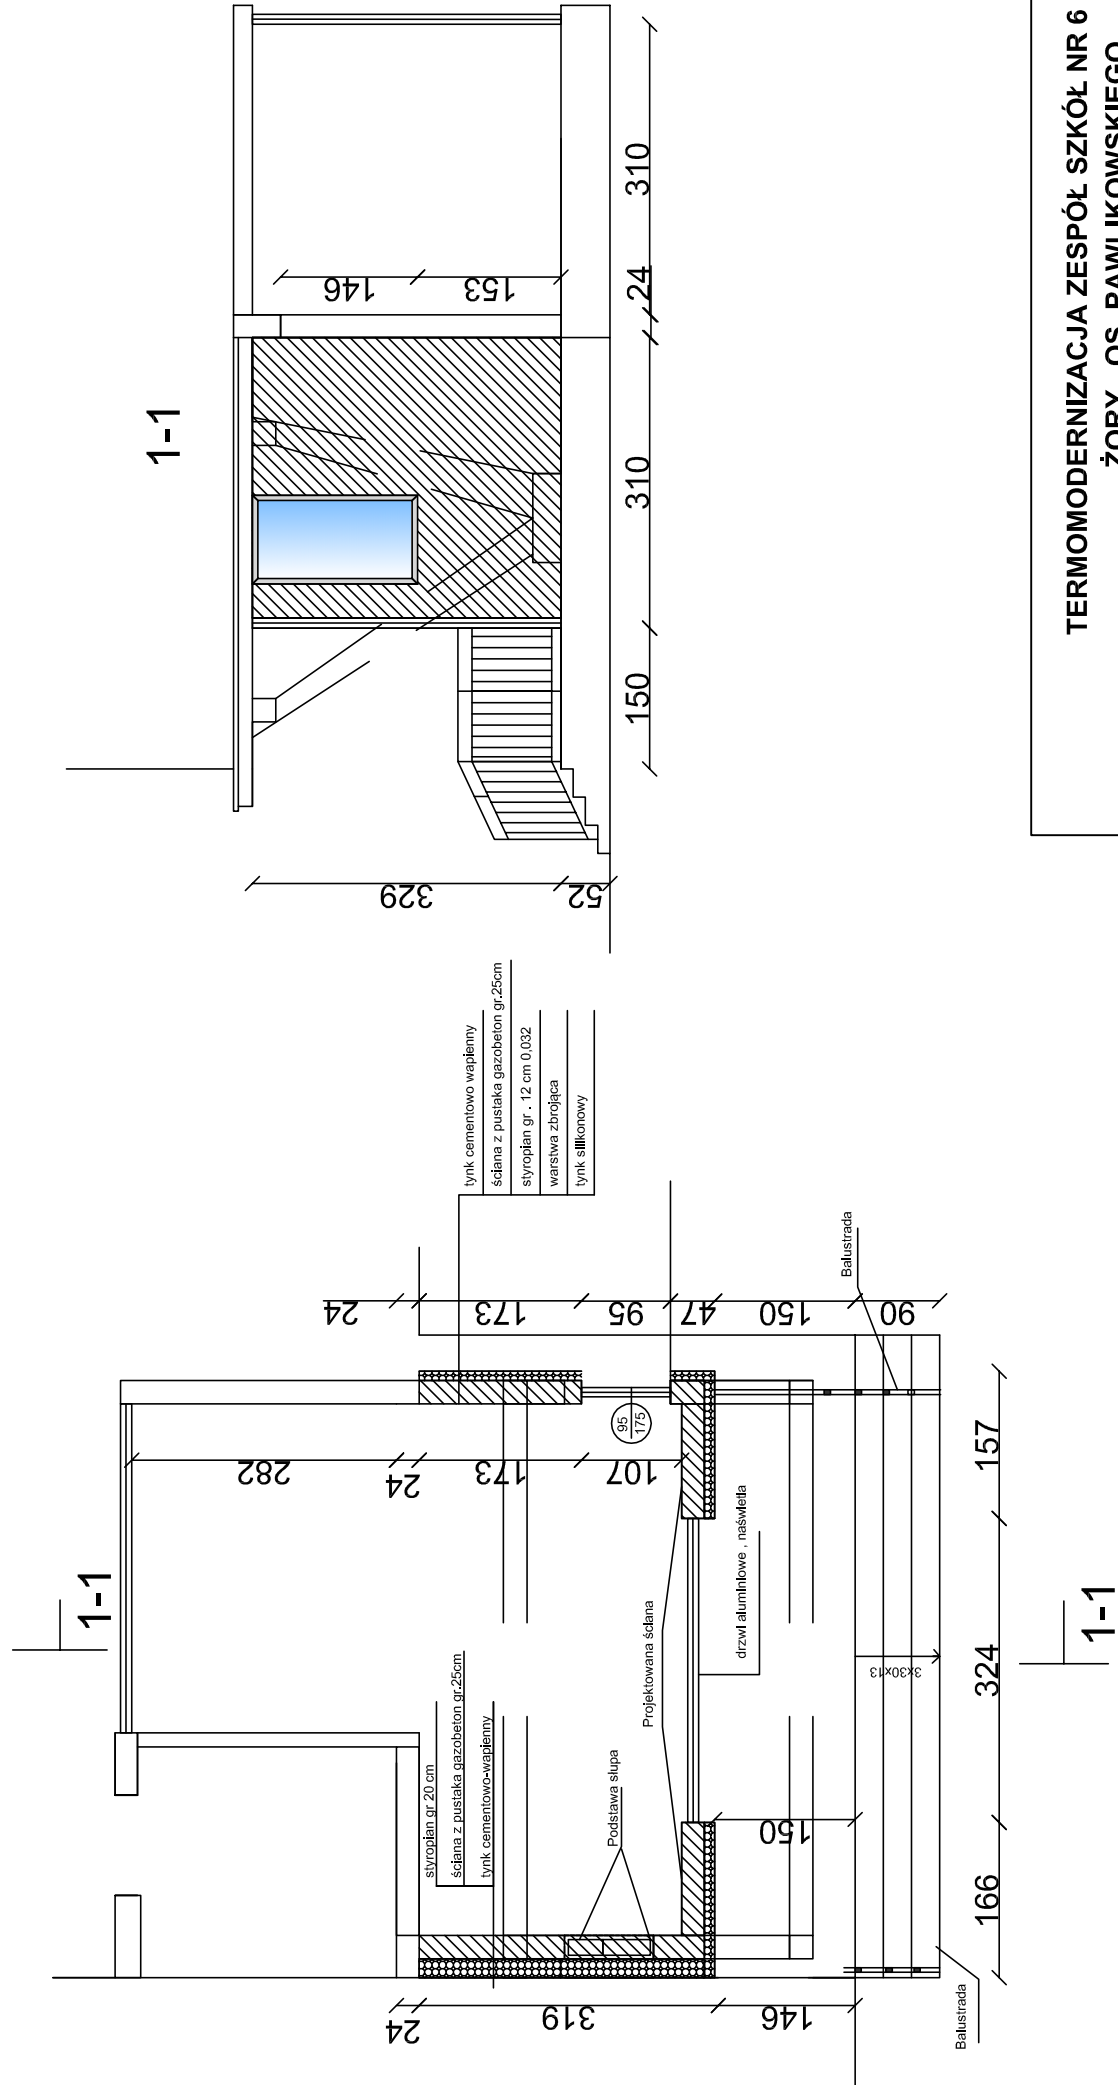 1-1
146
153
310
24
310
150
329
52
TERMOMODERNIZACJA ZESPÓŁ SZKÓŁ NR 6
tynk cementowo wapienny
ściana z pustaka gazobeton gr.25cm
styropian gr . 12 cm 0,032
warstwa zbrojąca
tynk silikonowy
24
173
95
47
150
90
Balustrada
282
24
173
107
95
175
157
324
166
1-1
1-1
styropian gr 20 cm
ściana z pustaka gazobeton gr.25cm
tynk cementowo-wapienny
Podstawa słupa
Projektowana ściana
drzwi aluminiowe , naświetla
3x30x13
150
24
319
146
Balustrada